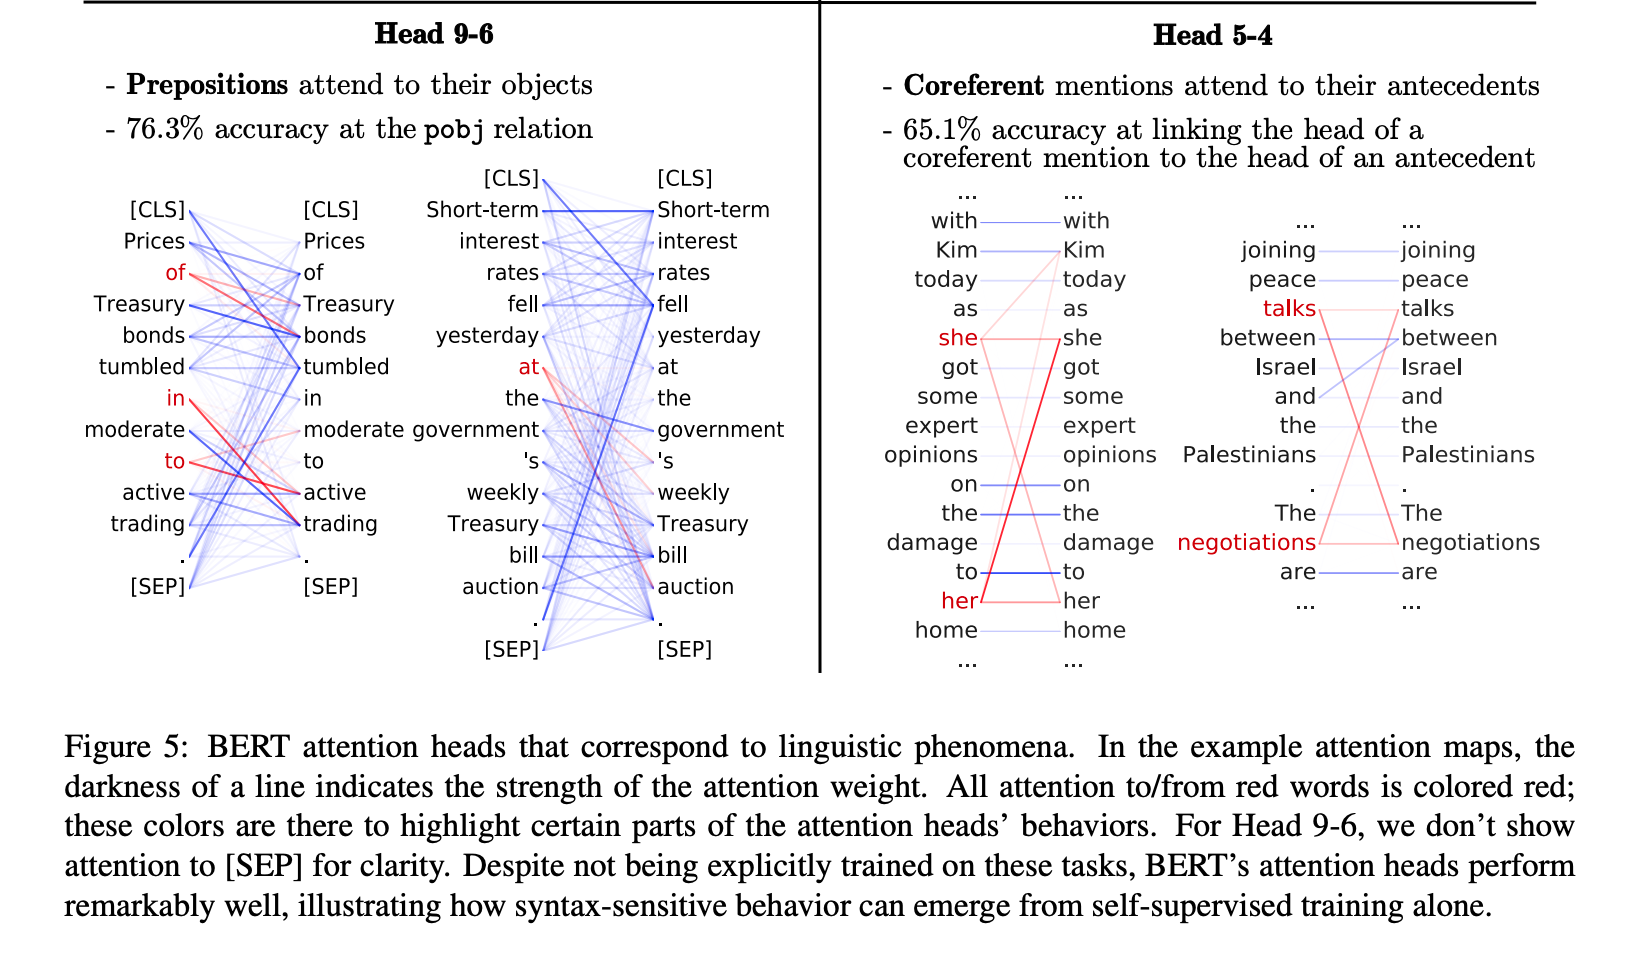 Head 9-6
- Prepositions attend to their objects
- 76.3% accuracy at the pobj relation
[CLS] [CLS]
Prices Prices
of of
Treasury Treasury
bonds bonds
tumbled tumbled
in in
moderate moderate
to to
active active
trading trading
. .
[SEP] [SEP]
[CLS] [CLS]
Short-term Short-term
interest interest
rates rates
fell fell
yesterday yesterday
at at
the the
government government
's 's
weekly weekly
Treasury Treasury
bill bill
auction auction
. .
[SEP] [SEP]
Head 5-4
- Coreferent mentions attend to their antecedents
- 65.1% accuracy at linking the head of a
coreferent mention to the head of an antecedent
... ...
with with
Kim Kim
today today
as as
she she
got got
some some
expert expert
opinions opinions
on on
the the
damage damage
to to
her her
home home
... ...
... ...
joining joining
peace peace
talks talks
between between
Israel Israel
and and
the the
Palestinians Palestinians
. .
The The
negotiations negotiations
are are
... ...
Figure 5: BERT attention heads that correspond to linguistic phenomena. In the example attention maps, the
darkness of a line indicates the strength of the attention weight. All attention to/from red words is colored red;
these colors are there to highlight certain parts of the attention heads' behaviors. For Head 9-6, we don't show
attention to [SEP] for clarity. Despite not being explicitly trained on these tasks, BERT's attention heads perform
remarkably well, illustrating how syntax-sensitive behavior can emerge from self-supervised training alone.